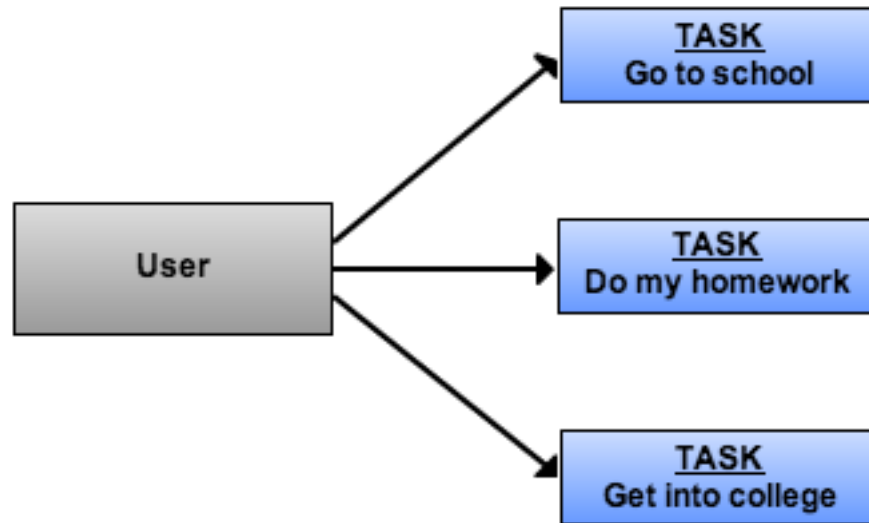 TASK
Go to school
User
TASK
Do my homework
TASK
Get into college